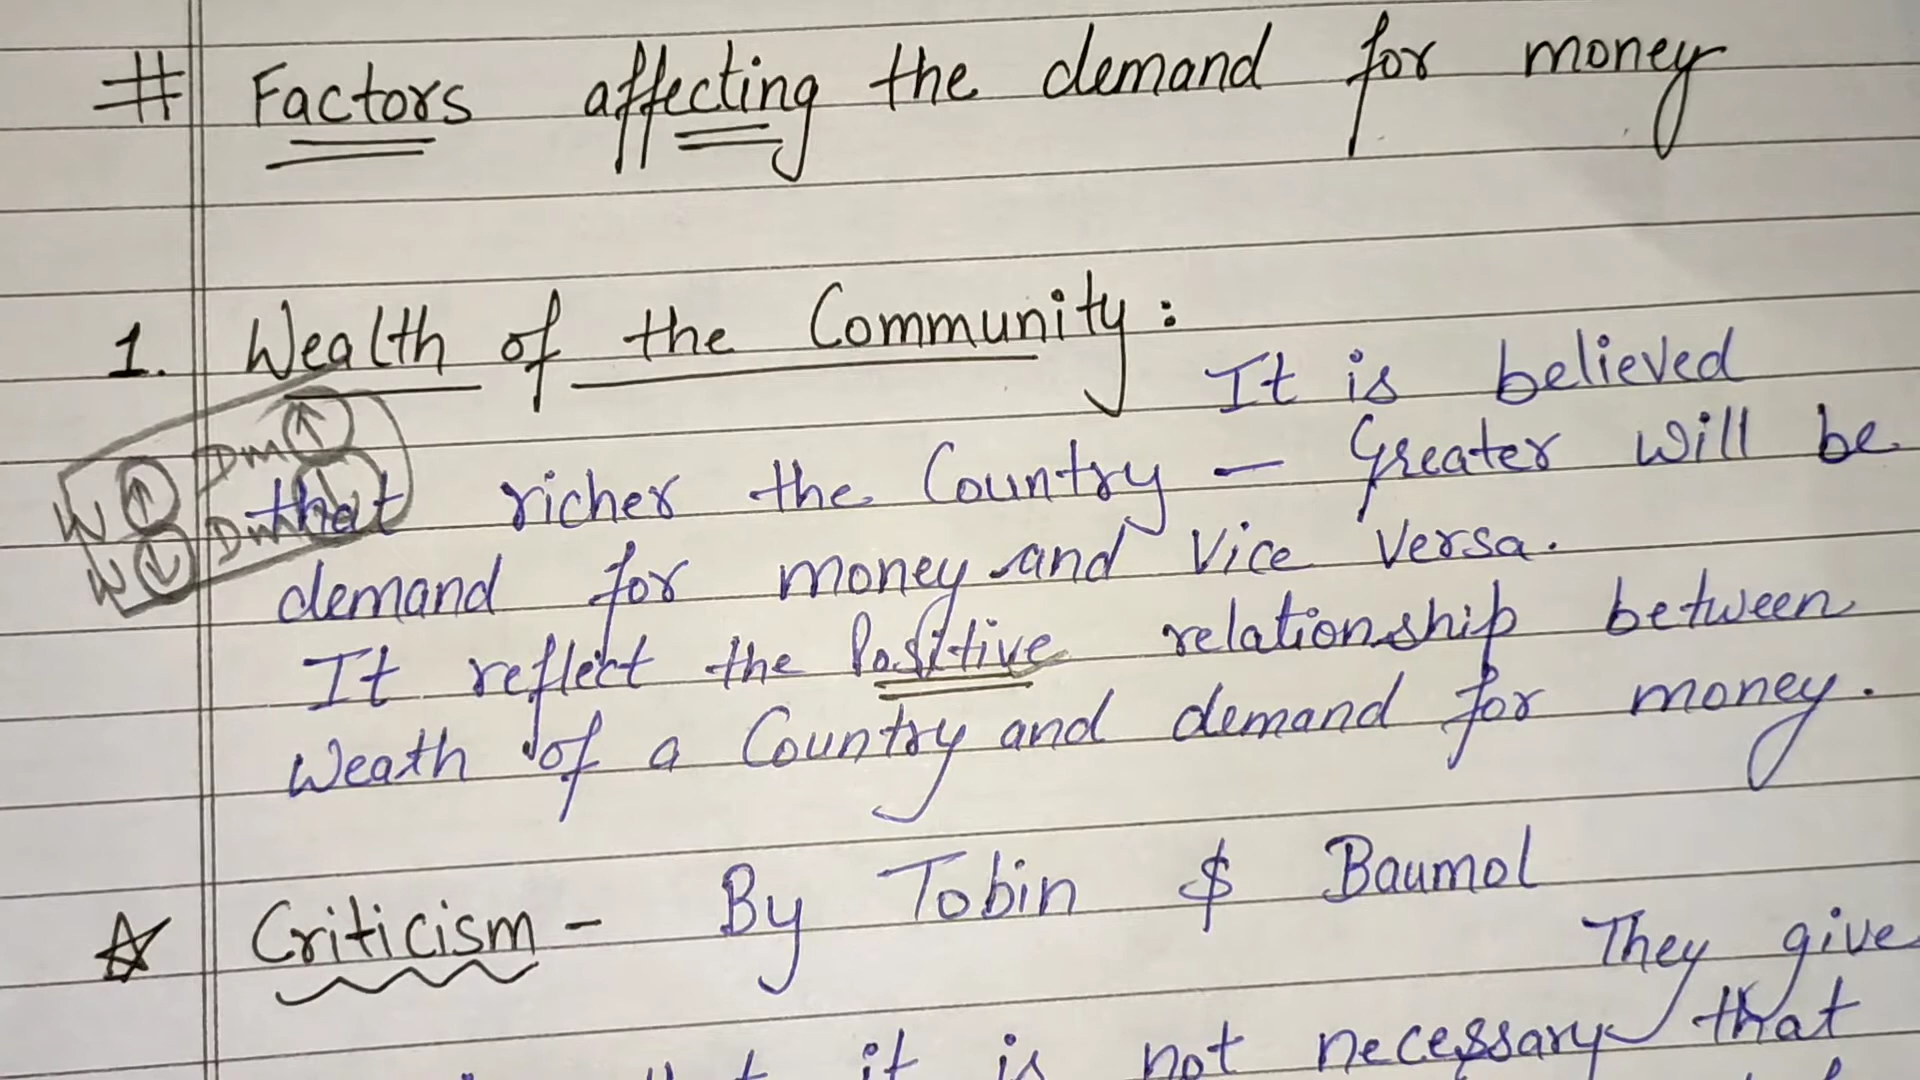 # Factors affecting the demand for money
1. Wealth of the Community:
It is believed
that richer the Country – Greater will be
demand for money and Vice Versa.
It reflect the Positive relationship between
Weath of a Country and demand for money.
W ↑ Dm ↑
W ↓ Dm ↓
☆ Criticism – By Tobin $ Baumol
They give
it is not necessary that